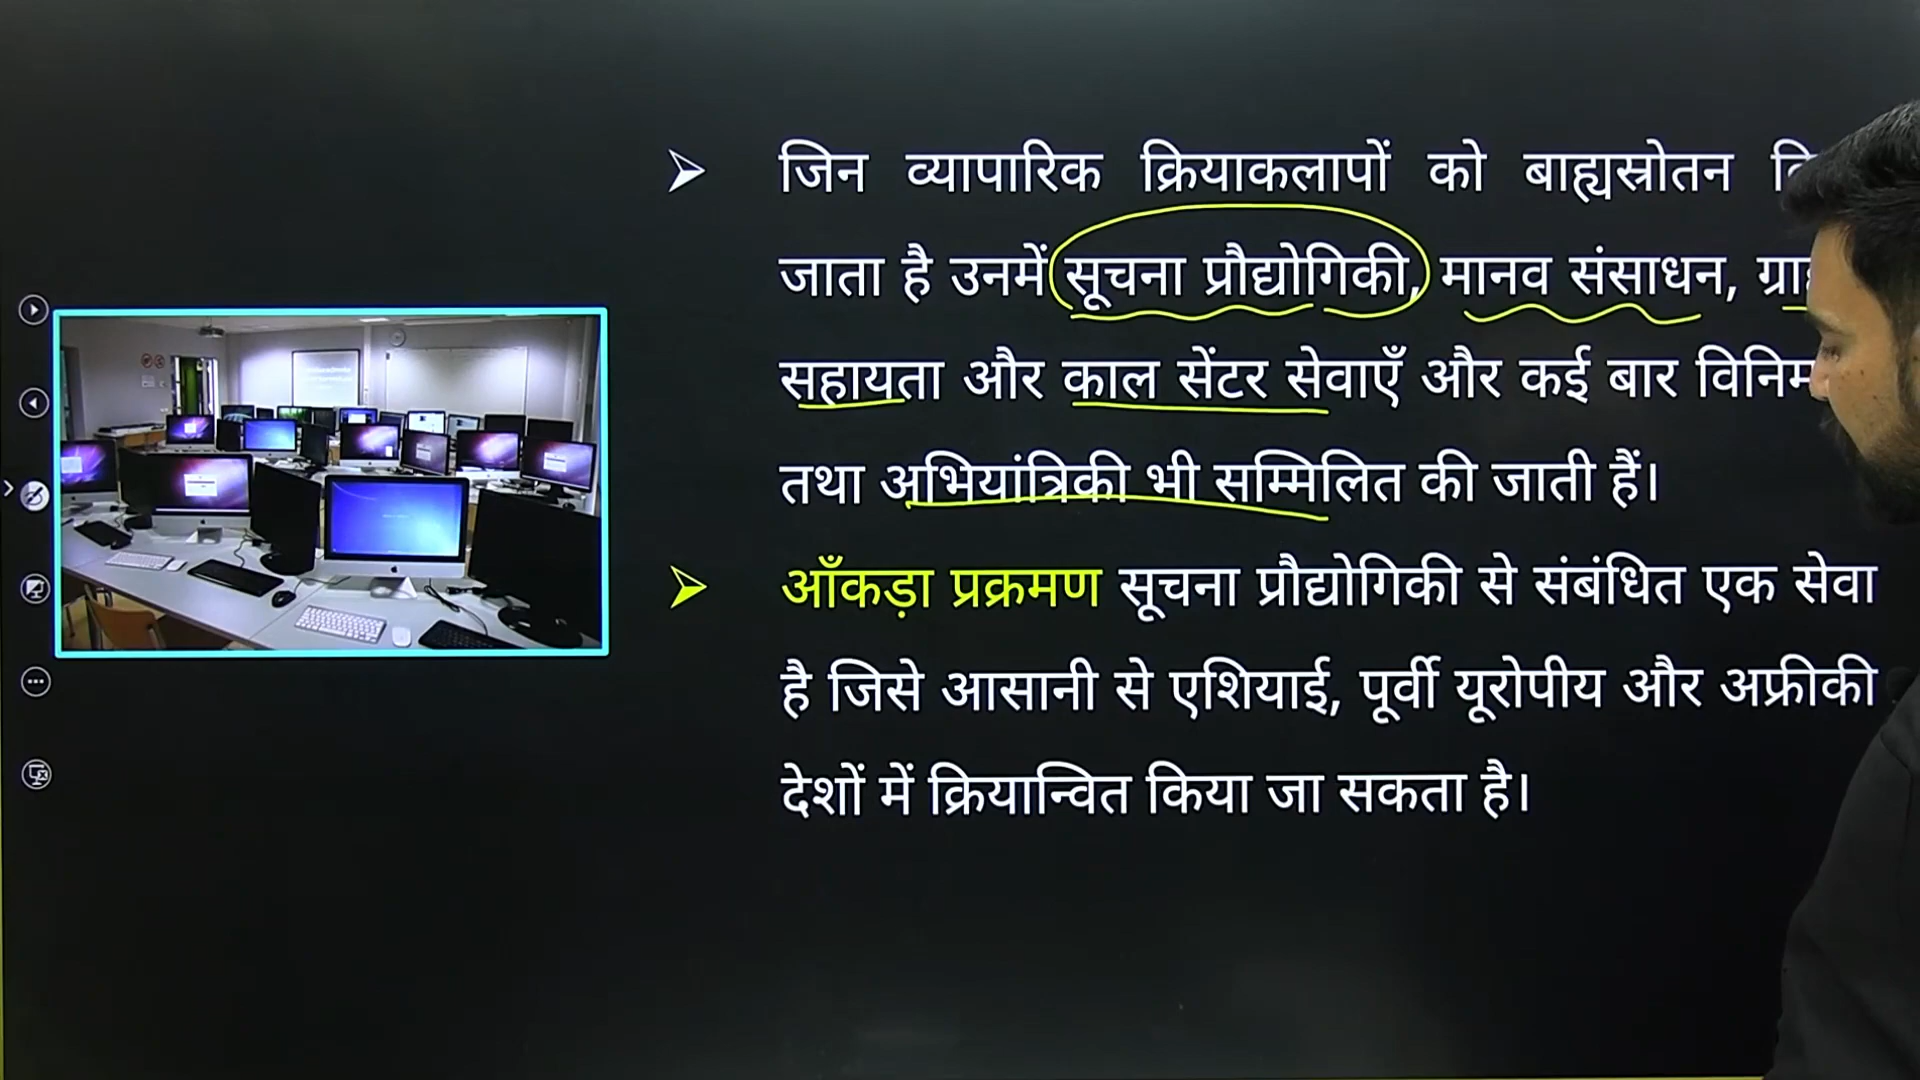 जिन व्यापारिक क्रियाकलापों को बाह्यस्रोतन
जाता है उनमें सूचना प्रौद्योगिकी, मानव संसाधन,
सहायता और काल सेंटर सेवाएँ और कई बार
तथा अभियांत्रिकी भी सम्मिलित की जाती हैं।
आँकड़ा प्रक्रमण सूचना प्रौद्योगिकी से संबंधित एक सेवा
है जिसे आसानी से एशियाई, पूर्वी यूरोपीय और अफ्रीकी
देशों में क्रियान्वित किया जा सकता है।